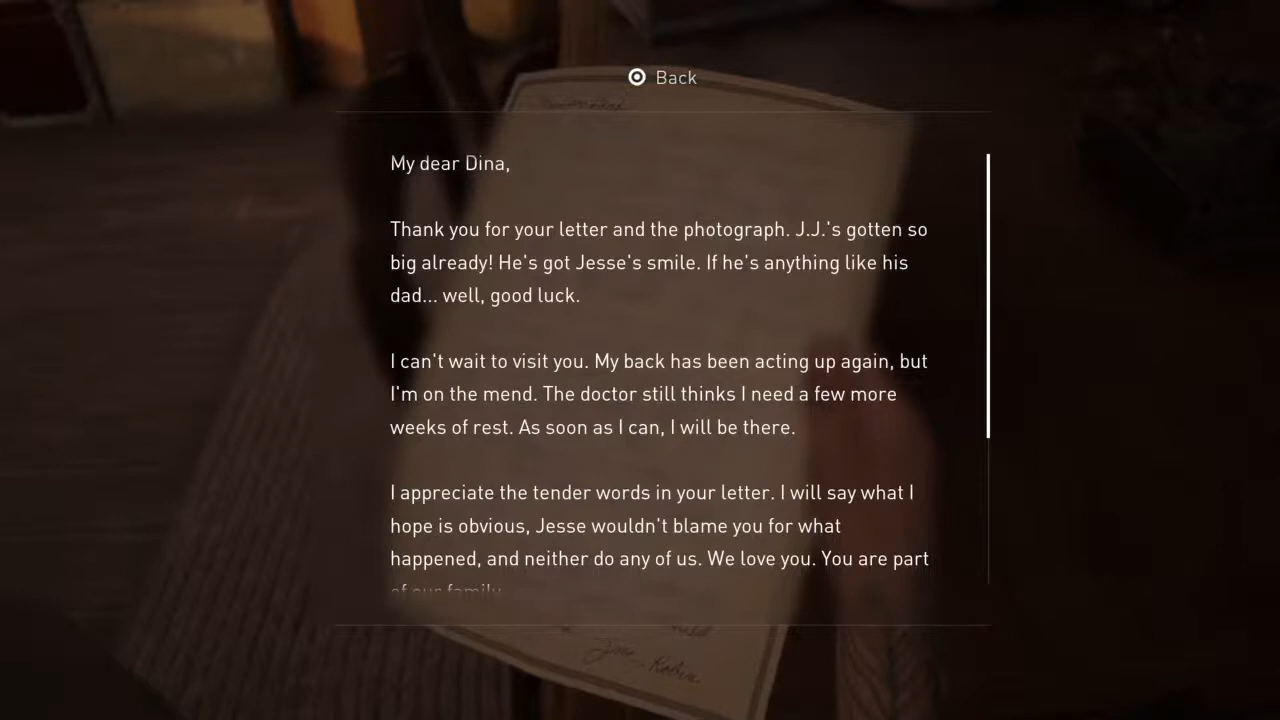 Back
My dear Dina,
Thank you for your letter and the photograph. J.J.'s gotten so
big already! He's got Jesse's smile. If he's anything like his
dad... well, good luck.
I can't wait to visit you. My back has been acting up again, but
I'm on the mend. The doctor still thinks I need a few more
weeks of rest. As soon as I can, I will be there.
I appreciate the tender words in your letter. I will say what I
hope is obvious, Jesse wouldn't blame you for what
happened, and neither do any of us. We love you. You are part
of our family.
Robin